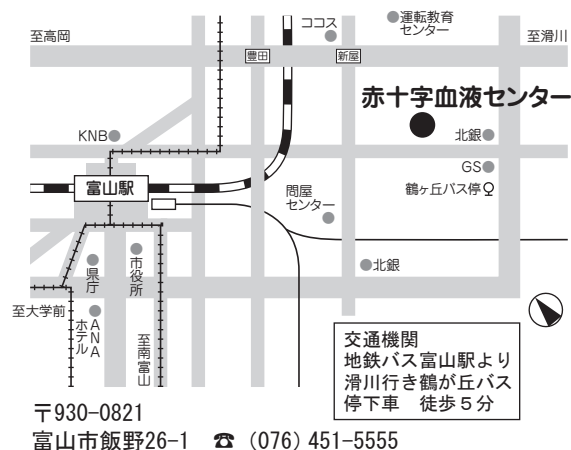 ココス
運転教育
センター
至高岡
至滑川
豊田
新屋
赤十字血液センター
KNB
北銀
GS
鶴ヶ丘バス停
富山駅
問屋
センター
県庁
市役所
北銀
至大学前
ANA
ホテル
至南富山
交通機関
地鉄バス富山駅より
滑川行き鶴が丘バス
停下車 徒歩5分
〒930-0821
富山市飯野26-1 ☎ (076) 451-5555